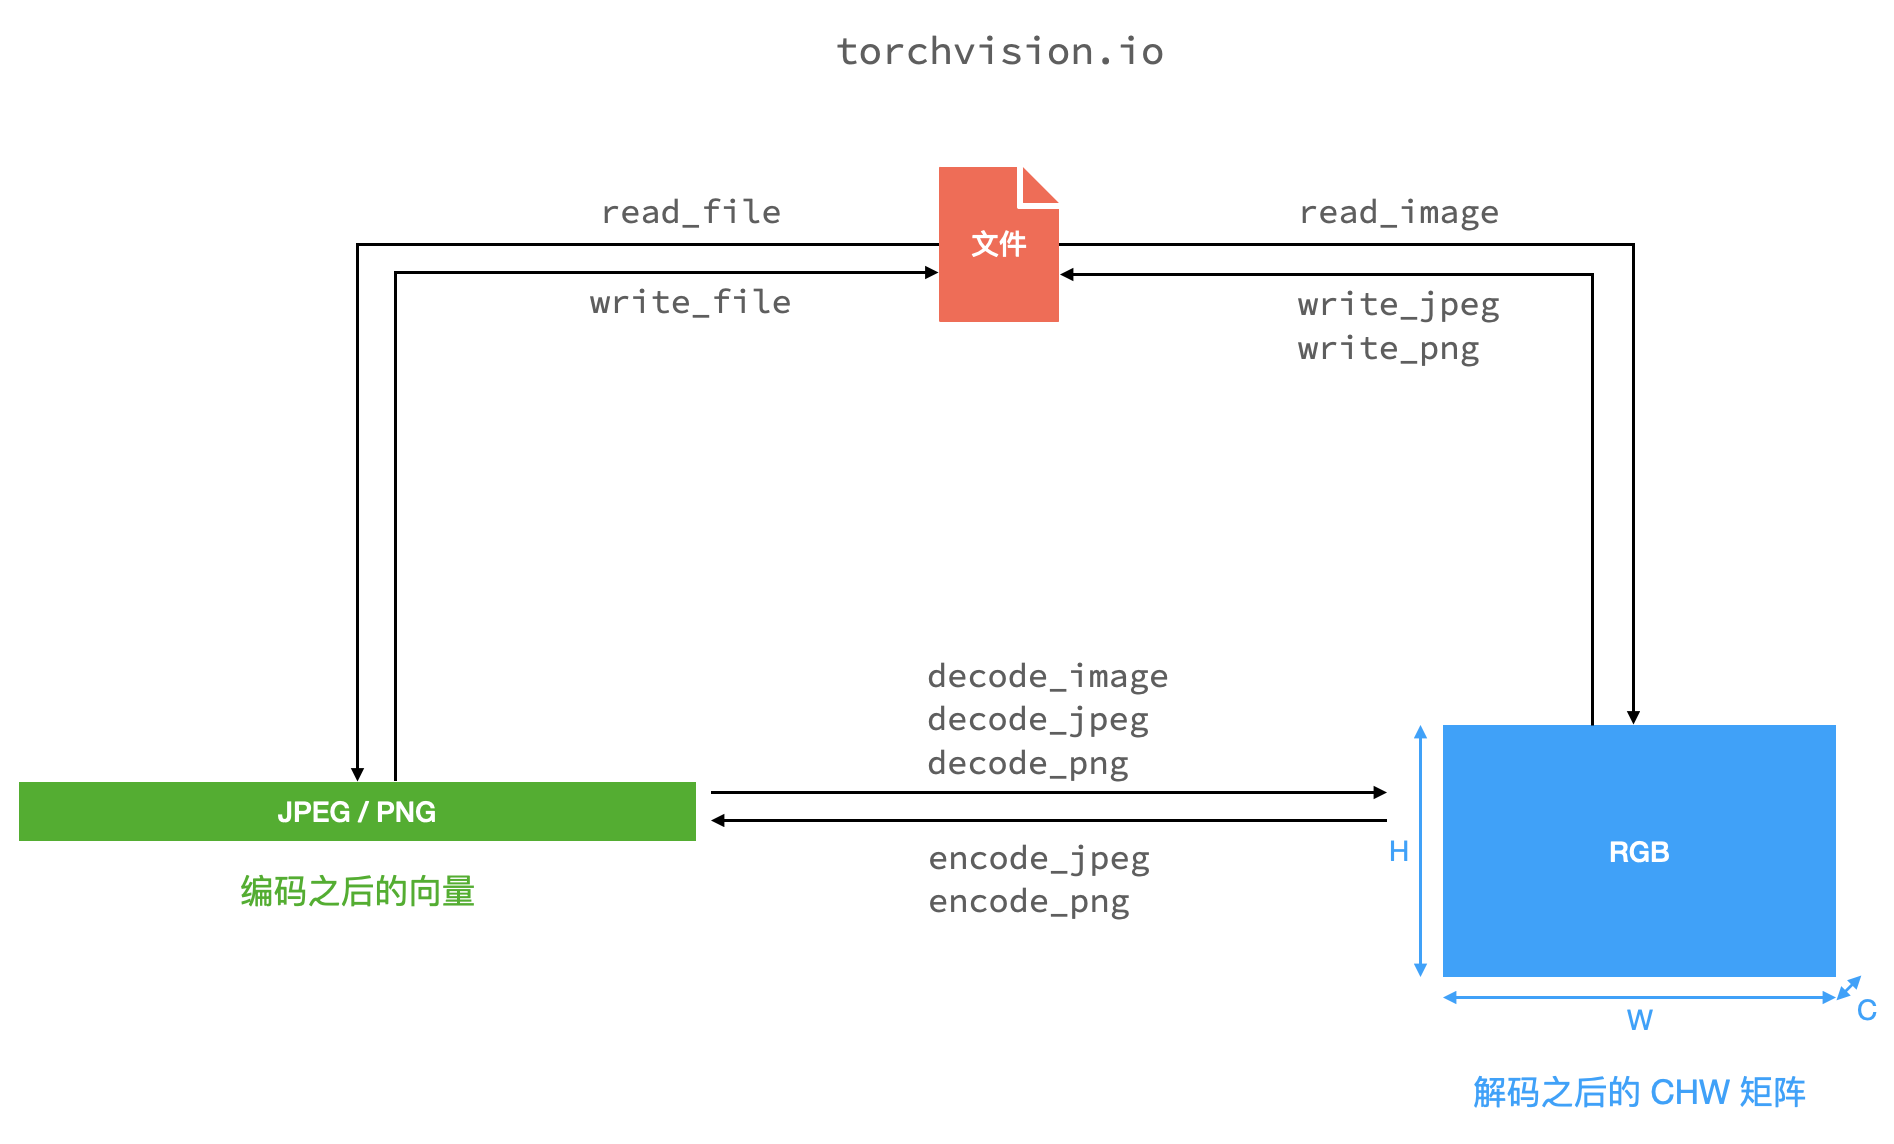 torchvision.io
read_file
文件
read_image
write_file
write_jpeg
write_png
decode_image
decode_jpeg
decode_png
JPEG / PNG
H
RGB
encode_jpeg
encode_png
编码之后的向量
W
C
解码之后的 CHW 矩阵